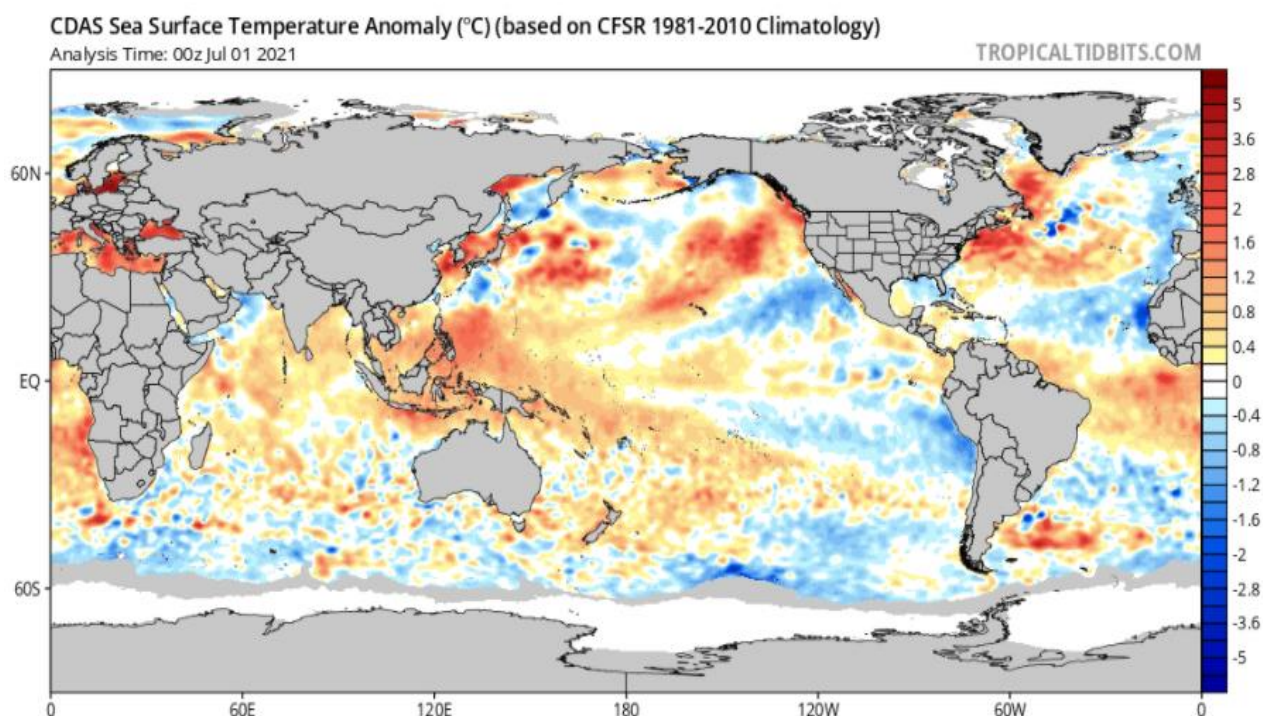 CDAS Sea Surface Temperature Anomaly (°C) (based on CFSR 1981-2010 Climatology)
Analysis Time: 00z Jul 01 2021
TROPICALTIDBITS.COM
60N
EQ
60S
0
60E
120E
180
120W
60W
0
5
3.6
2.8
2
1.6
1.2
0.8
0.4
0
-0.4
-0.8
-1.2
-1.6
-2
-2.8
-3.6
-5